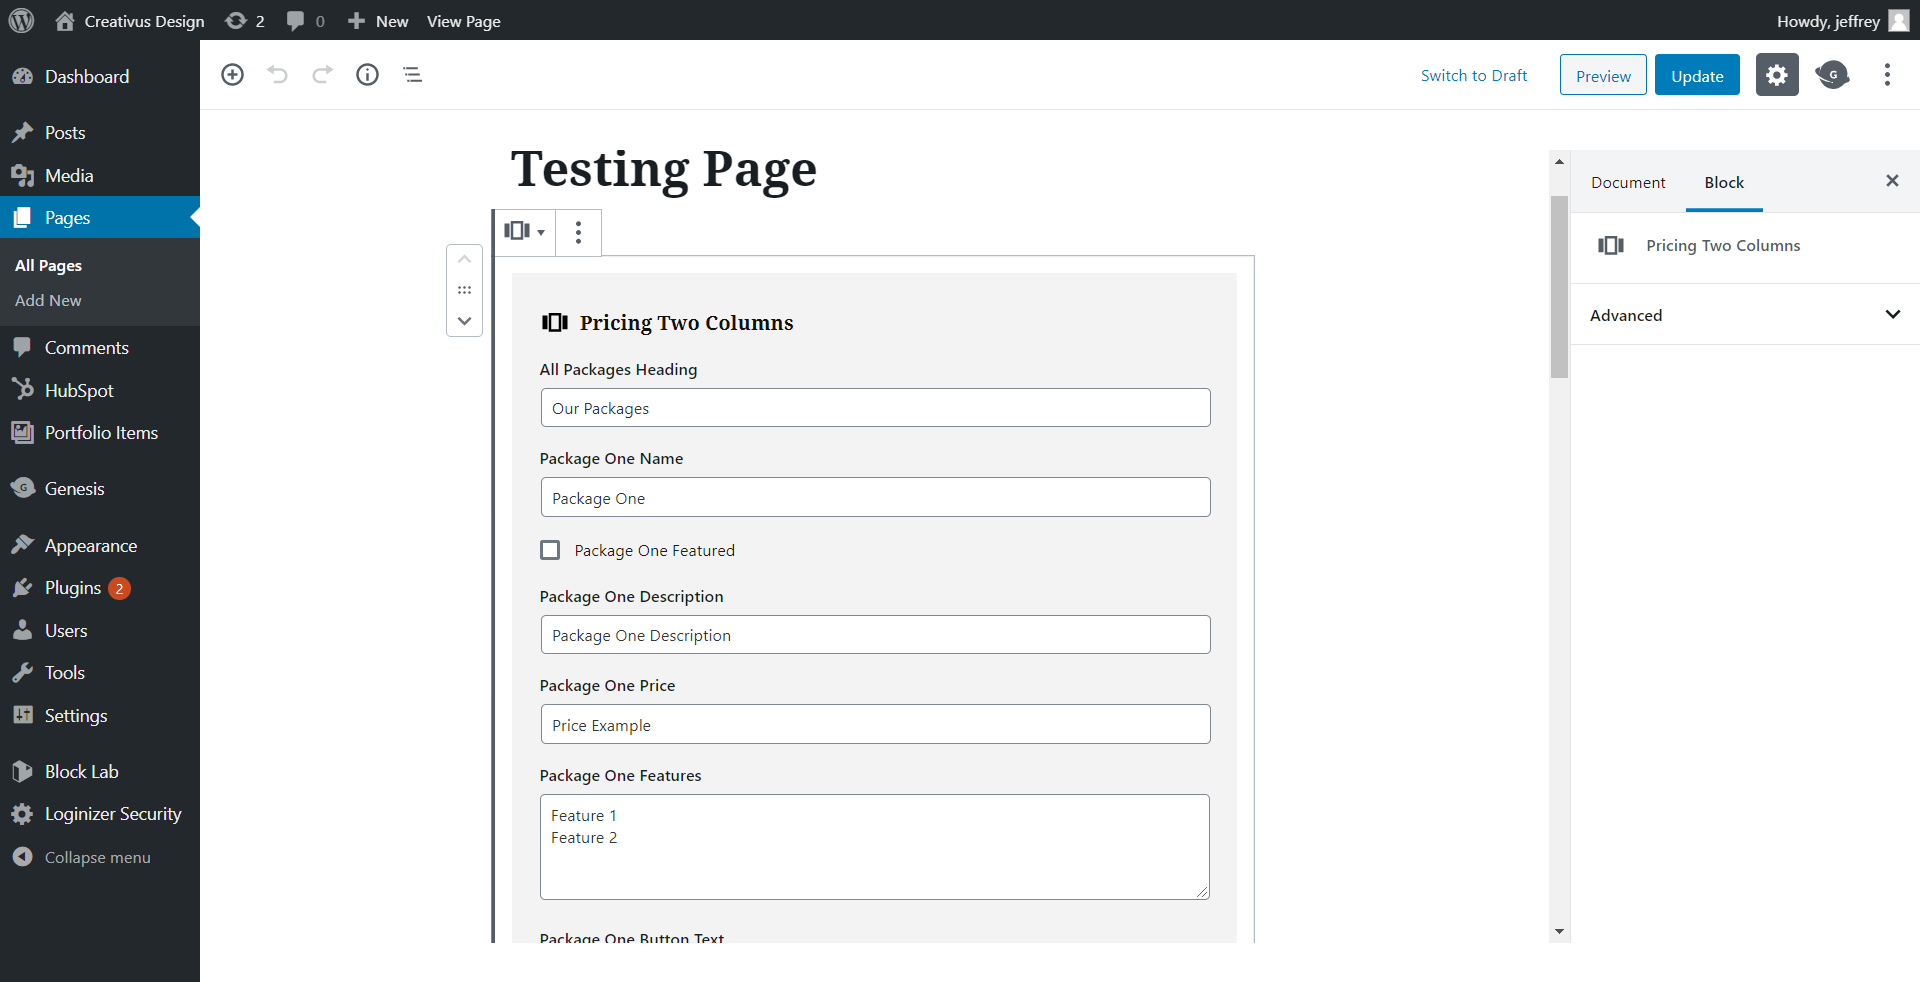 Creativus Design 2 0 New View Page Howdy, jeffrey
Dashboard
Posts
Media
Pages
All Pages
Add New
Comments
HubSpot
Portfolio Items
Genesis
Appearance
Plugins 2
Users
Tools
Settings
Block Lab
Loginizer Security
Collapse menu
Switch to Draft Preview Update G
Testing Page
Pricing Two Columns
All Packages Heading
Our Packages
Package One Name
Package One
Package One Featured
Package One Description
Package One Description
Package One Price
Price Example
Package One Features
Feature 1
Feature 2
Package One Button Text
Document Block
Pricing Two Columns
Advanced